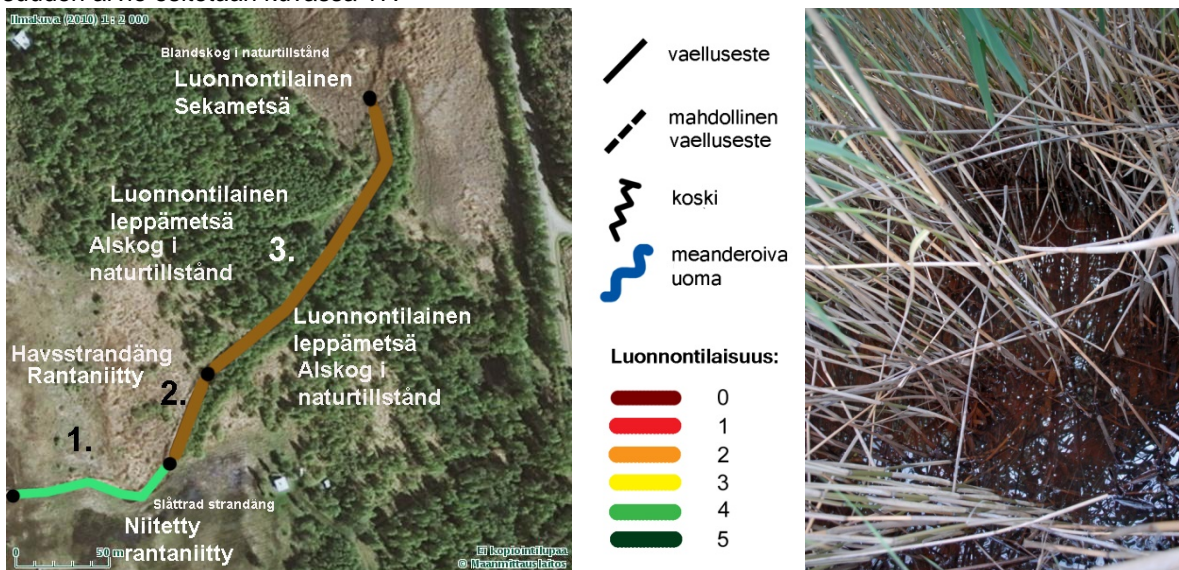 Ilmakuva (2010) 1 : 2 000
Blandskog i naturtillstånd
Luonnontilainen
Sekametsä
Luonnontilainen
leppämetsä
Alskog i
naturtillstånd
3.
Luonnontilainen
leppämetsä
Alskog i
naturtillstånd
Havsstrandäng
Rantaniitty
2.
1.
Slåttrad strandäng
Niitetty
rantaniitty
0 50 m
Ei kopiointilupaa
© Maanmittauslaitos
vaelluseste
mahdollinen
vaelluseste
koski
meanderoiva
uoma
Luonnontilaisuus:
0
1
2
3
4
5